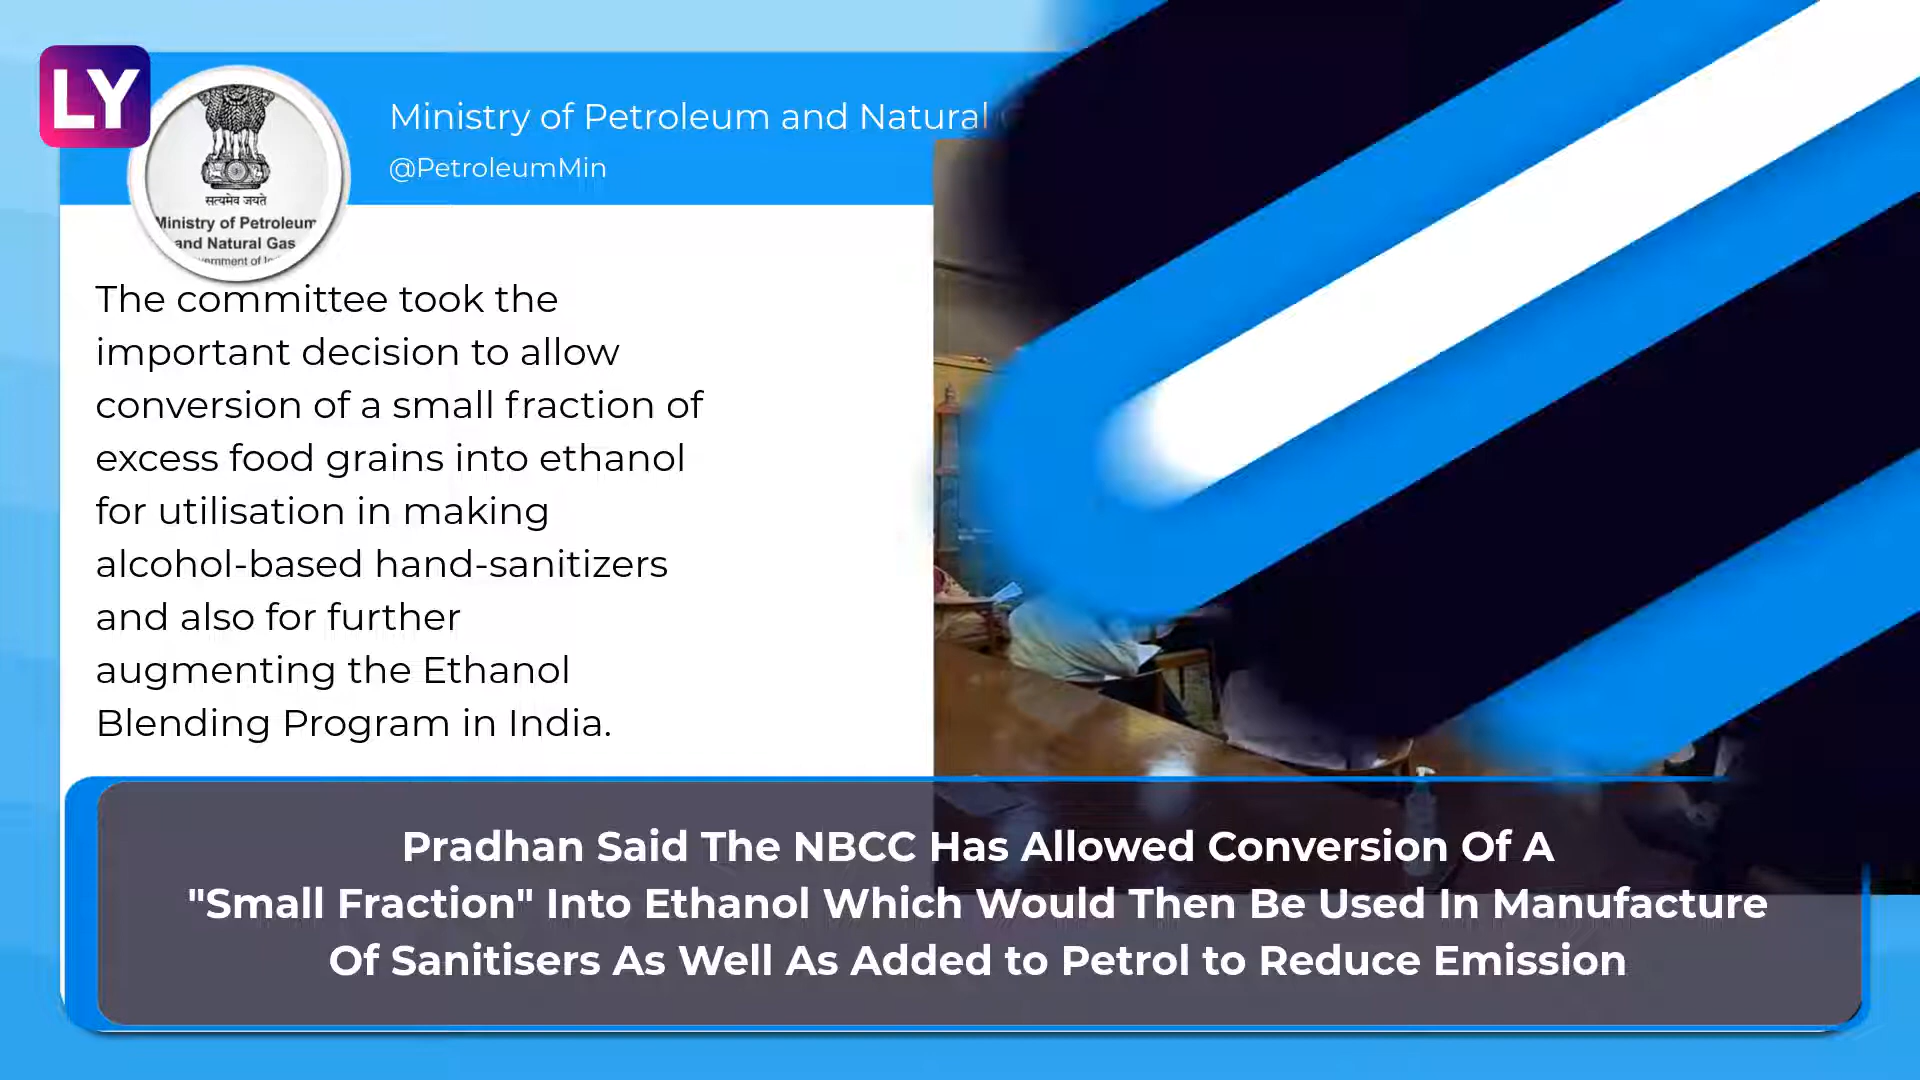 LY
Ministry of Petroleum and Natural
@PetroleumMin
सत्यमेव जयते
Ministry of Petroleum
and Natural Gas
The committee took the
important decision to allow
conversion of a small fraction of
excess food grains into ethanol
for utilisation in making
alcohol-based hand-sanitizers
and also for further
augmenting the Ethanol
Blending Program in India.
Pradhan Said The NBCC Has Allowed Conversion Of A
"Small Fraction" Into Ethanol Which Would Then Be Used In Manufacture
Of Sanitisers As Well As Added to Petrol to Reduce Emission